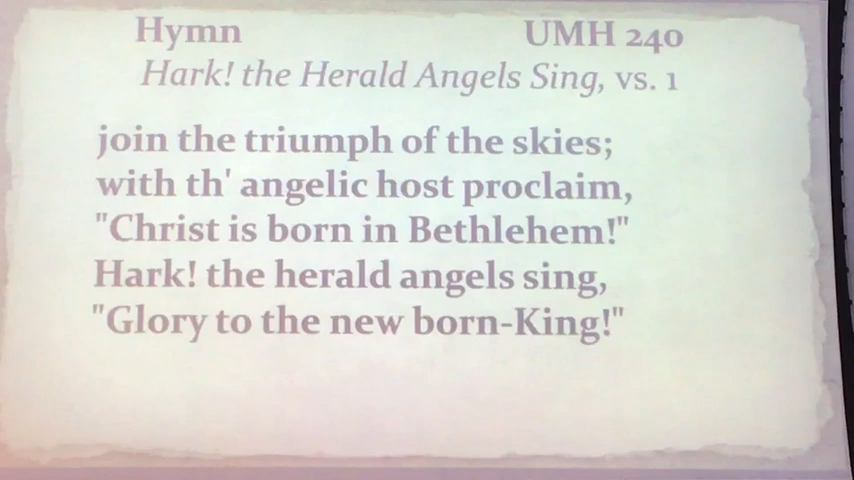 Hymn UMH 240
Hark! the Herald Angels Sing, vs. 1
join the triumph of the skies;
with th' angelic host proclaim,
"Christ is born in Bethlehem!"
Hark! the herald angels sing,
"Glory to the new born-King!"